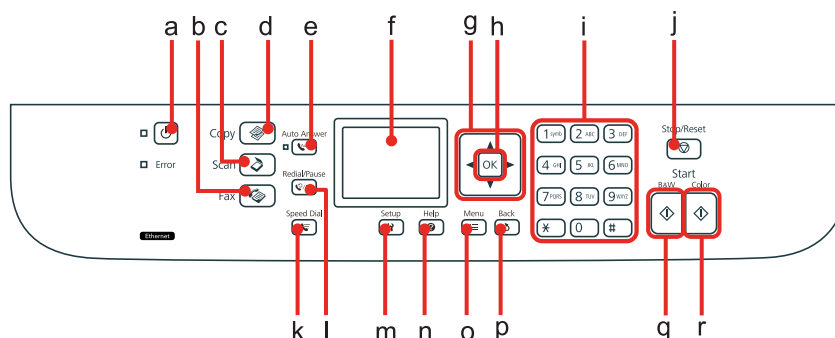 a b c d e f g h i j
Copy
Auto Answer
Scan
Error
Redial/Pause
Fax
Speed Dial
Ethernet
Setup
Help
Menu
Back
OK
1 symb 2 ABC 3 DEF
4 GHI 5 JKL 6 MNO
7 PQRS 8 TUV 9 WXYZ
* 0 #
Stop/Reset
Start
B&W Color
k l m n o p q r